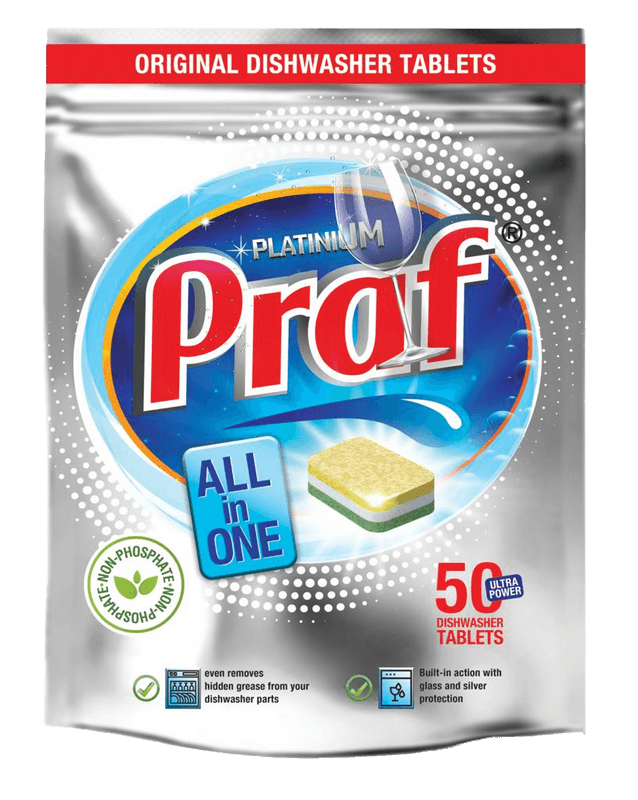 ORIGINAL DISHWASHER TABLETS
PLATINIUM
Praf®
ALL
in
ONE
NON-PHOSPHATE·NON-PHOSPHATE·
50
ULTRA
POWER
DISHWASHER
TABLETS
even removes
hidden grease from your
dishwasher parts
Built-in action with
glass and silver
protection